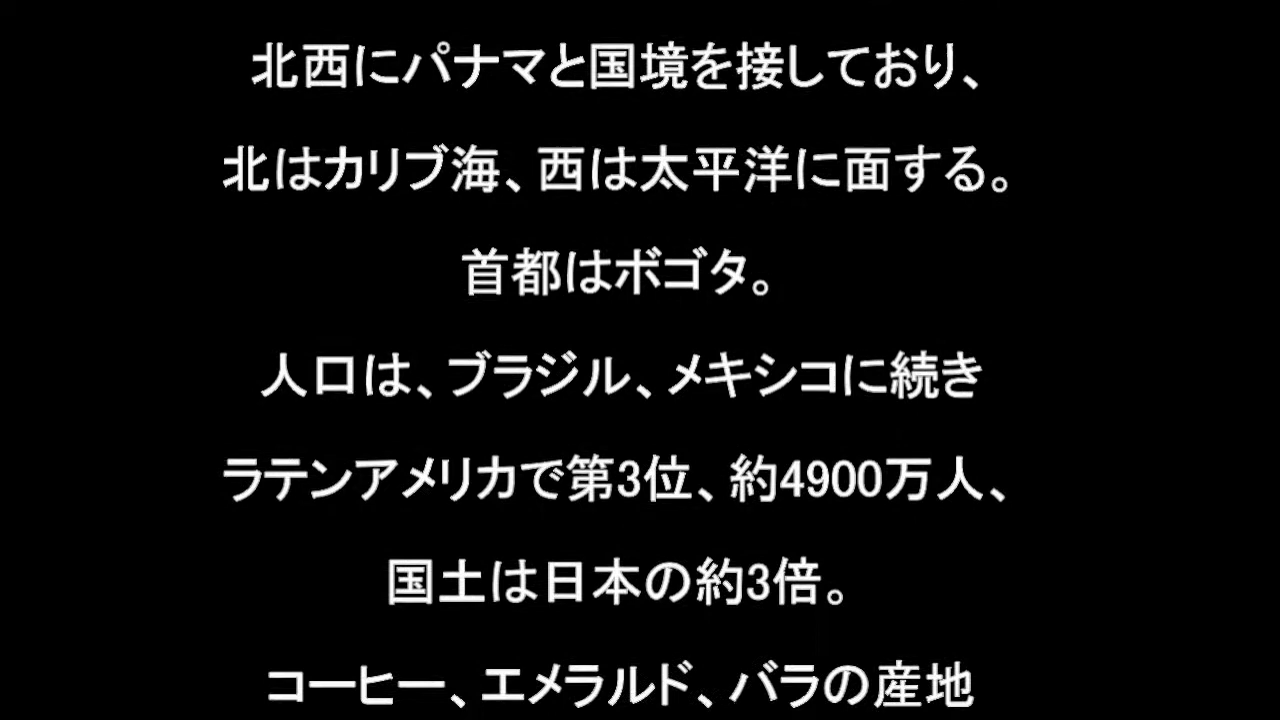 北西にパナマと国境を接しており、
北はカリブ海、西は太平洋に面する。
首都はボゴタ。
人口は、ブラジル、メキシコに続き
ラテンアメリカで第3位、約4900万人、
国土は日本の約3倍。
コーヒー、エメラルド、バラの産地